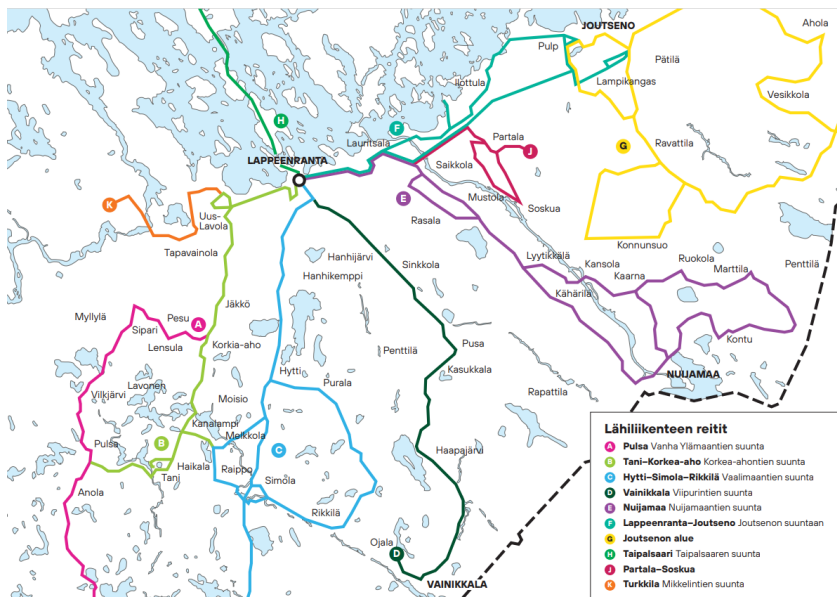 JOUTSENO
Ahola
Pulp
Pätilä
Ilottula
Lampikangas
Vesikkola
H
F
Lauritsala
Partala
LAPPEENRANTA
Saikkola
J
G
Ravattila
K
Uus-
Lavola
E
Mustola
Soskua
Rasala
Tapavainola
Hanhijärvi
Sinkkola
Lyytikkälä
Konnunsuo
Hanhikemppi
Kansola
Kaarna
Ruokola
Marttila
Penttilä
Kähärilä
Jäkkö
Myllylä
Pesu
A
Sipari
Lensula
Korkia-aho
Penttilä
Pusa
Kontu
Kasukkala
Hytti
NUIJAMAA
Lavonen
Vilkjärvi
Moisio
Purala
Rapattila
Kanalampi
Melkkola
Pulsa
B
C
Haikala
Raippo
Haapajärvi
Tani
Simola
Anola
Rikkilä
Ojala
D
VAINIKKALA
Lähiliikenteen reitit
A Pulsa Vanha Ylämaantien suunta
B Tani–Korkea-aho Korkea-ahontien suunta
C Hytti–Simola–Rikkilä Vaalimaantien suunta
D Vainikkala Viipurintien suunta
E Nuijamaa Nuijamaantien suunta
F Lappeenranta–Joutseno Joutsenon suuntaan
G Joutsenon alue
H Taipalsaari Taipalsaaren suunta
J Partala–Soskua
K Turkkila Mikkelintien suunta